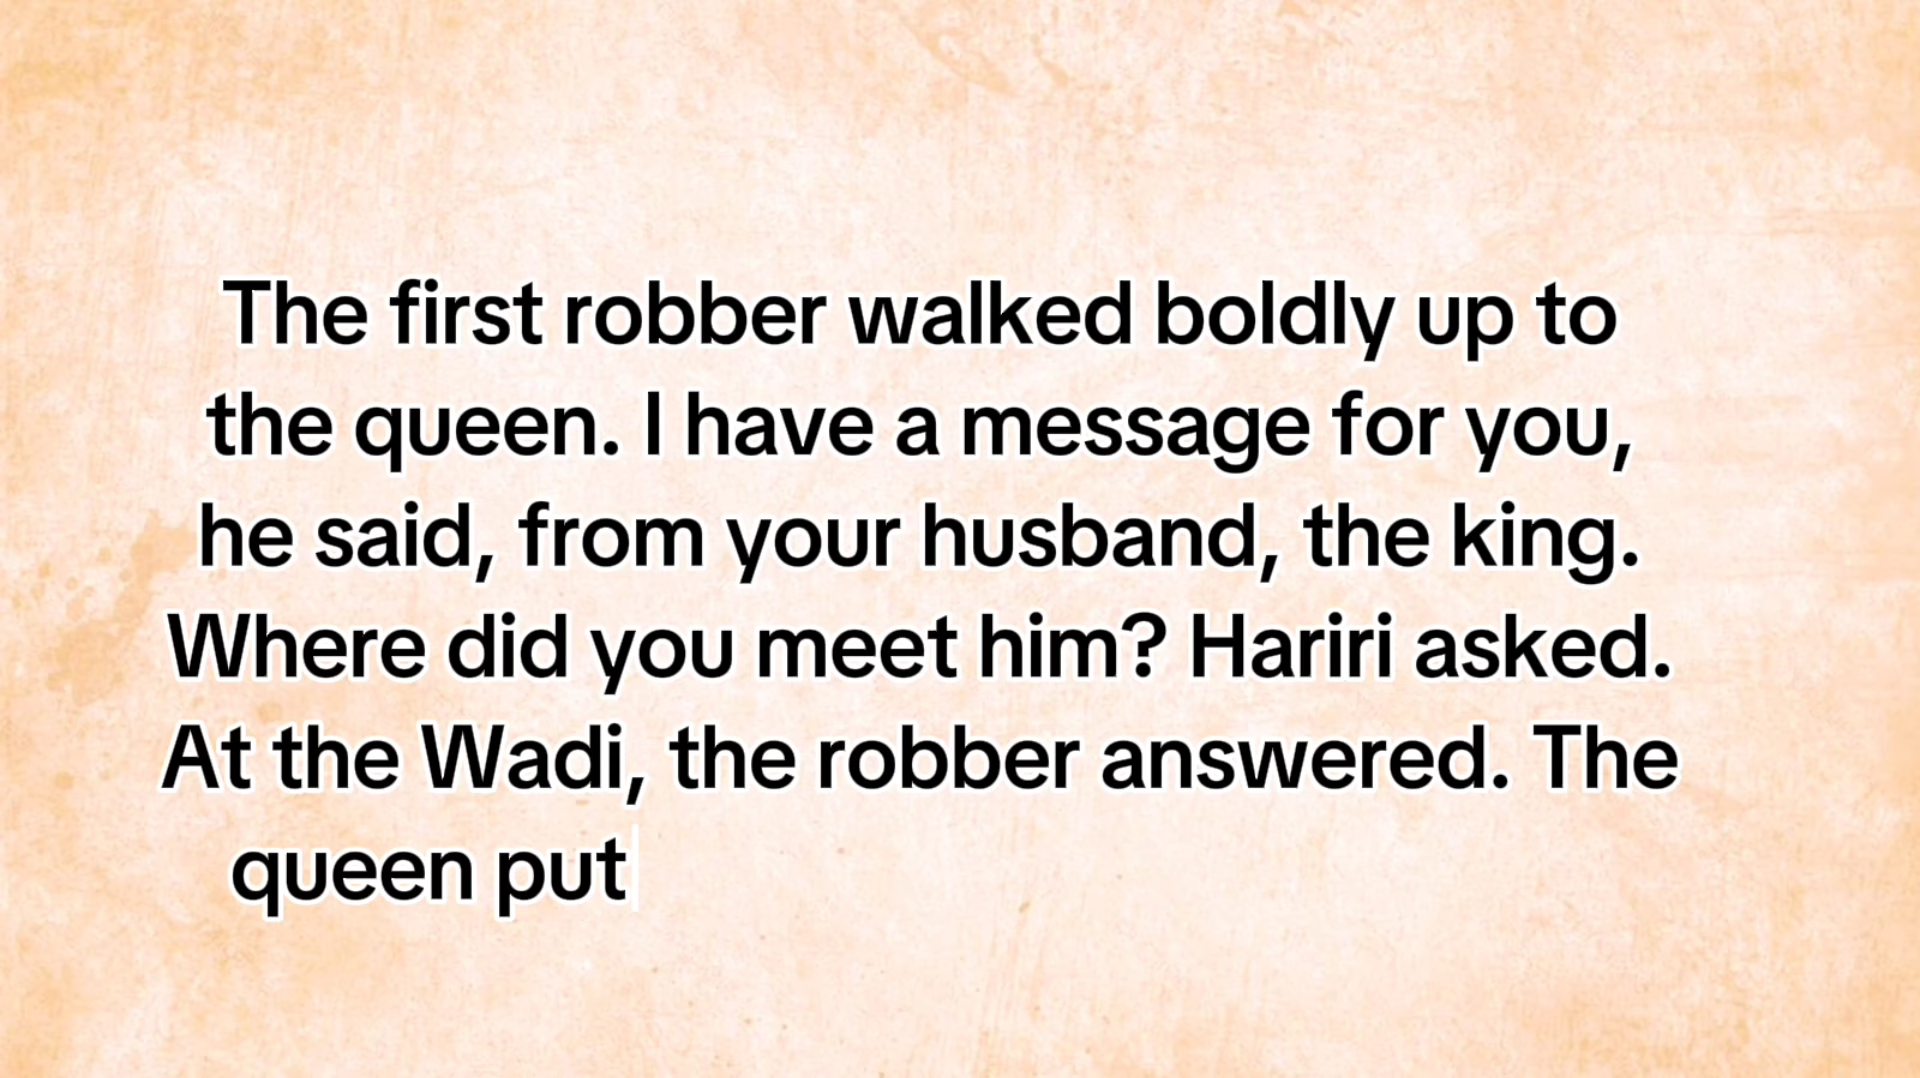 The first robber walked boldly up to
the queen. I have a message for you,
he said, from your husband, the king.
Where did you meet him? Hariri asked.
At the Wadi, the robber answered. The
queen put